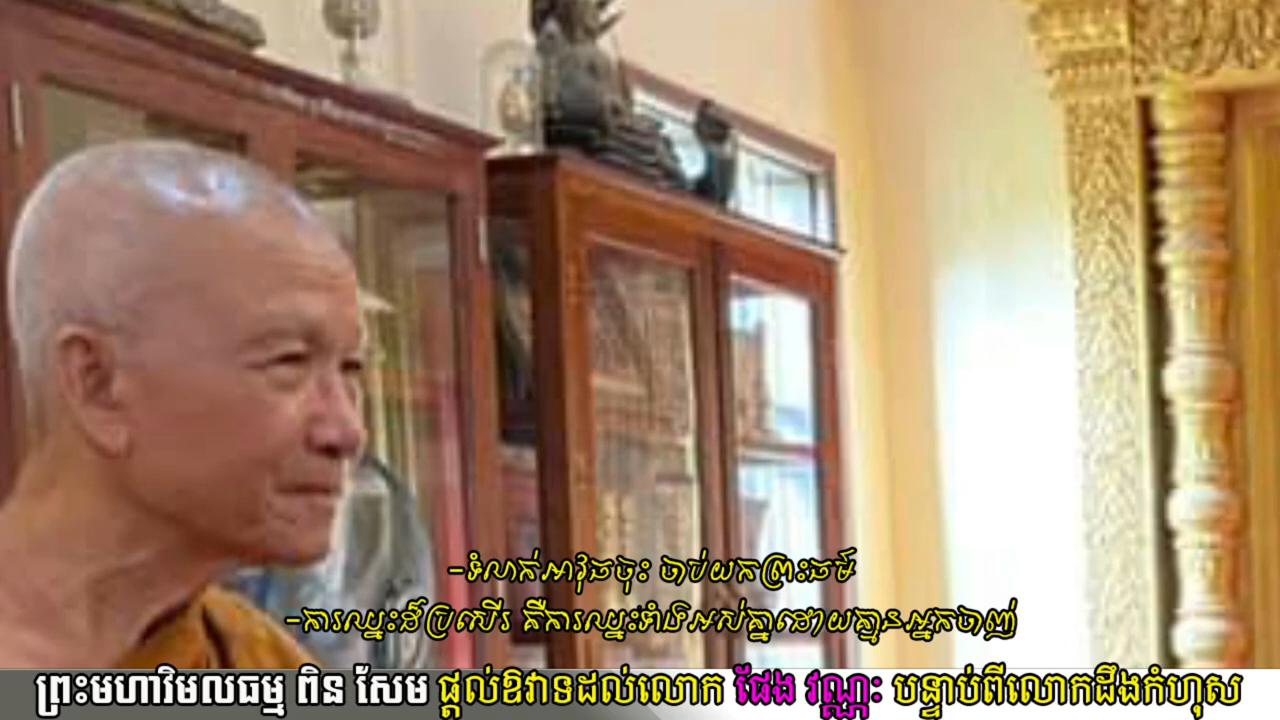 -ទំលាក់អាវុធចុះ ចាប់យកព្រះធម៌
-ការឈ្នះដ៏ប្រសើរ គឺការឈ្នះទាំងអស់គ្នាដោយគ្មានអ្នកចាញ់
ព្រះមហាវិមលធម្ម ពិន សែម ផ្តល់ឱវាទដល់លោក ផែង វណ្ណៈ បន្ទាប់ពីលោកដឹងកំហុស